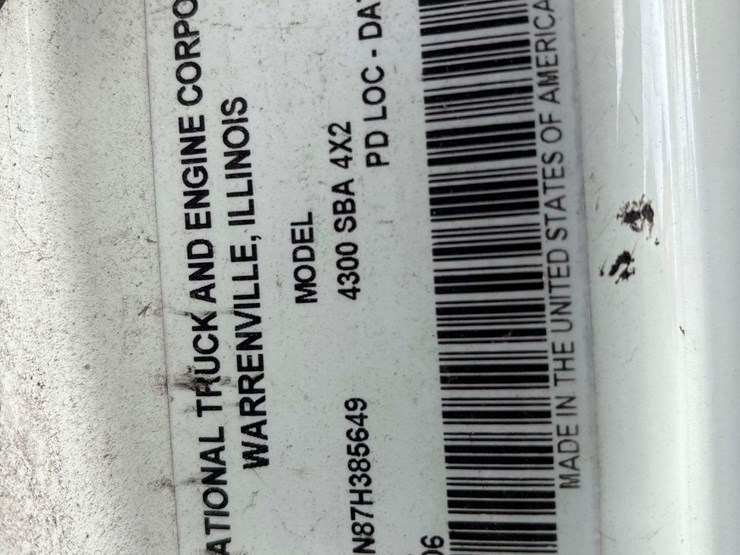 ATIONAL TRUCK AND ENGINE CORPO
WARRENVILLE, ILLINOIS
MODEL
N87H385649 4300 SBA 4X2
06 PD LOC - DA
MADE IN THE UNITED STATES OF AMERICA